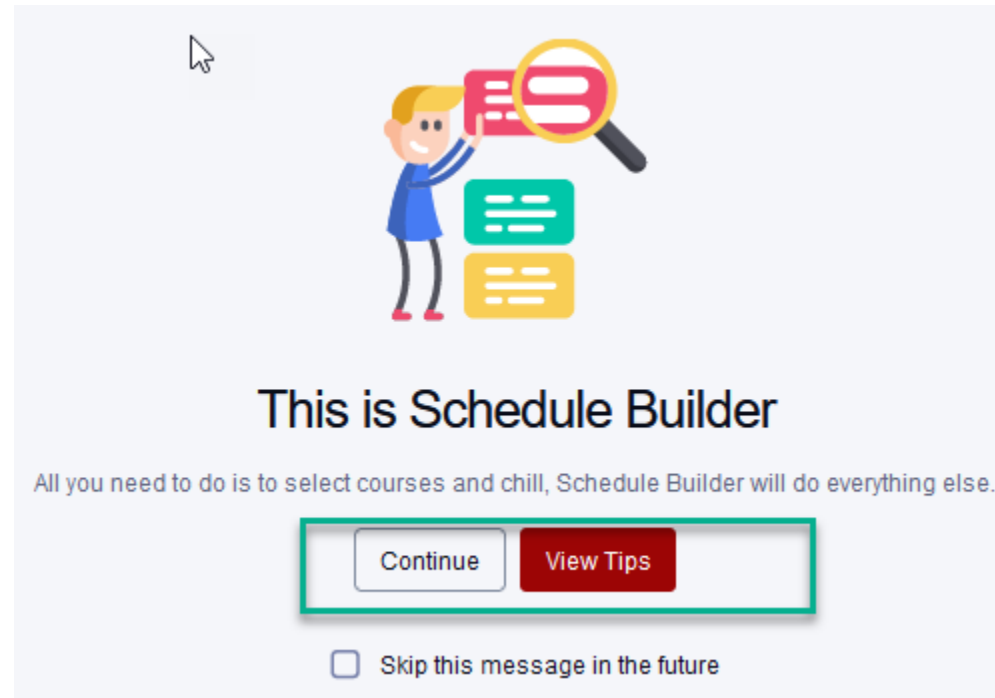 This is Schedule Builder
All you need to do is to select courses and chill, Schedule Builder will do everything else.
Continue View Tips
Skip this message in the future